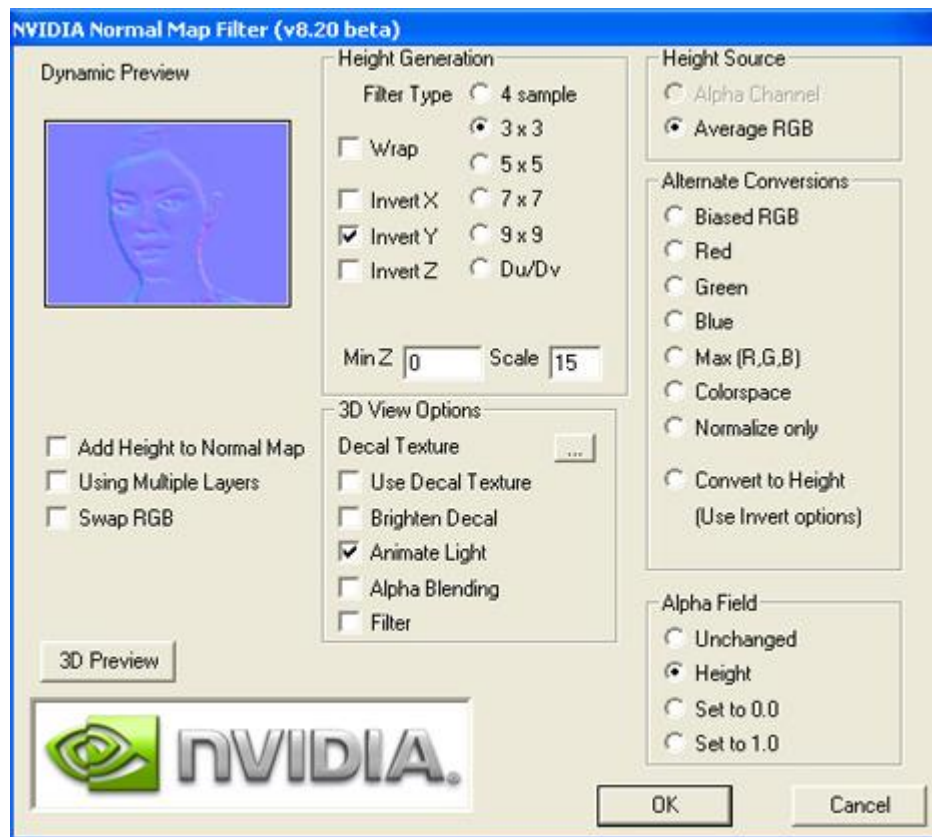 NVIDIA Normal Map Filter (v8.20 beta)
Dynamic Preview
Height Generation
Filter Type
4 sample
3 x 3
5 x 5
7 x 7
9 x 9
Du/Dv
Wrap
Invert X
Invert Y
Invert Z
Min Z 0 Scale 15
Height Source
Alpha Channel
Average RGB
Alternate Conversions
Biased RGB
Red
Green
Blue
Max (R,G,B)
Colorspace
Normalize only
Convert to Height
(Use Invert options)
Add Height to Normal Map
Using Multiple Layers
Swap RGB
3D View Options
Decal Texture ...
Use Decal Texture
Brighten Decal
Animate Light
Alpha Blending
Filter
Alpha Field
Unchanged
Height
Set to 0.0
Set to 1.0
3D Preview
NVIDIA.
OK
Cancel